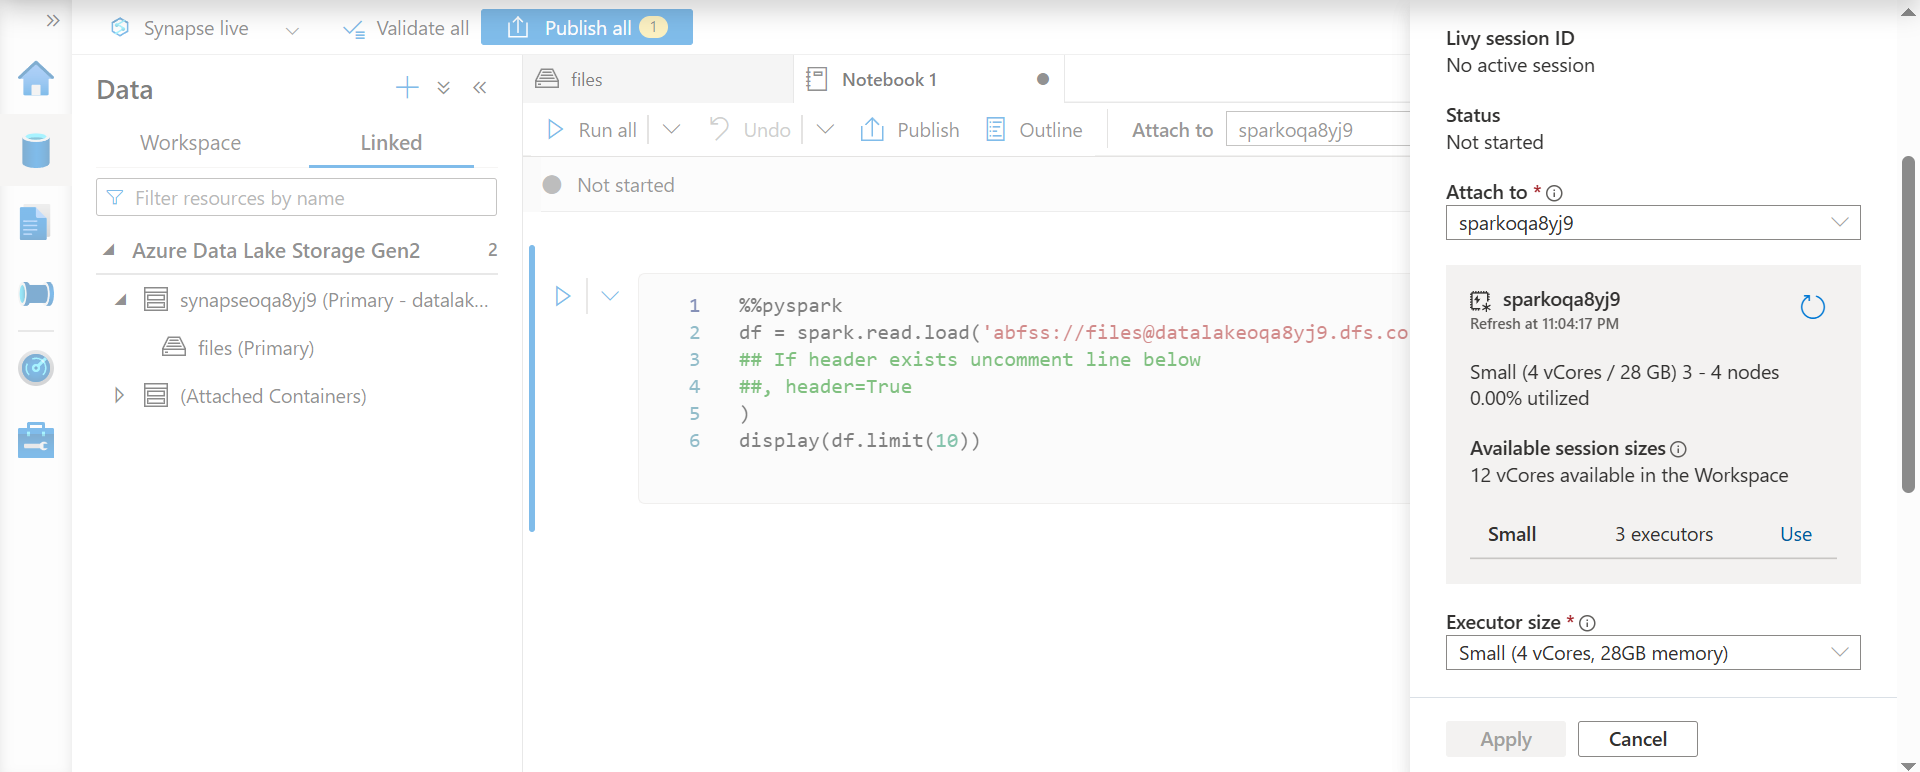 Synapse live
Validate all
Publish all 1
Data
Workspace
Linked
Filter resources by name
Azure Data Lake Storage Gen2 2
synapseoqa8yj9 (Primary - datalak...
files (Primary)
(Attached Containers)
files
Notebook 1
Run all
Undo
Publish
Outline
Attach to
sparkoqa8yj9
Not started
1 %%pyspark
2 df = spark.read.load('abfss://files@datalakeoqa8yj9.dfs.co
3 ## If header exists uncomment line below
4 ##, header=True
5 )
6 display(df.limit(10))
Livy session ID
No active session
Status
Not started
Attach to *
sparkoqa8yj9
sparkoqa8yj9
Refresh at 11:04:17 PM
Small (4 vCores / 28 GB) 3 - 4 nodes
0.00% utilized
Available session sizes
12 vCores available in the Workspace
Small 3 executors Use
Executor size *
Small (4 vCores, 28GB memory)
Apply
Cancel